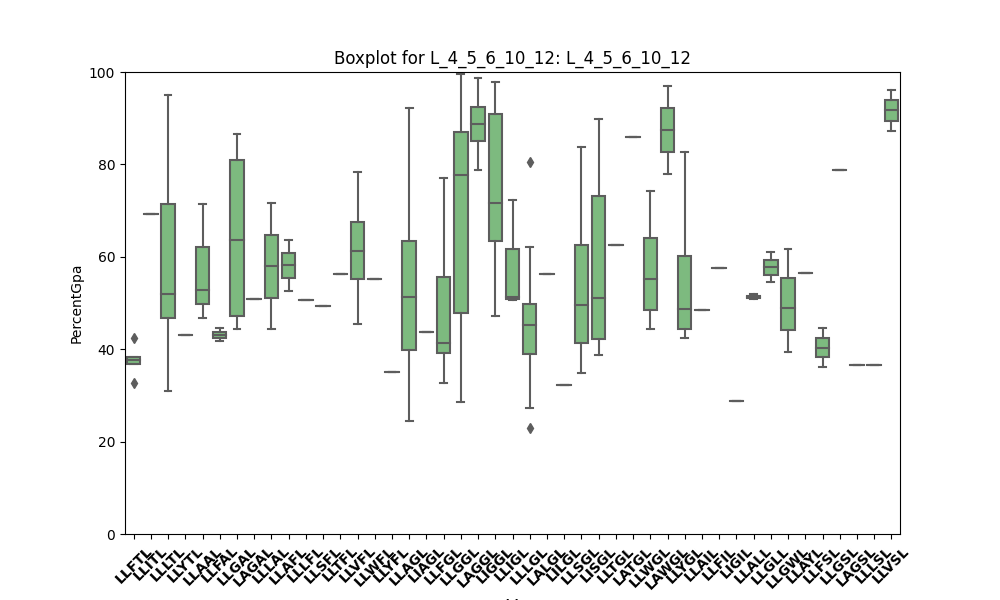 Boxplot for L_4_5_6_10_12: L_4_5_6_10_12
PercentGpa
100
80
60
40
20
0
LLFTL
LLITL
LLLTL
LLYTL
LLAAL
LLFAL
LLGAL
LAGAL
LLLAL
LLAFL
LLLFL
LLSFL
LLTFL
LLVFL
LLWFL
LLYFL
LLAGL
LIAGL
LLFGL
LLGGL
LAGGL
LIGGL
LLIGL
LLLGL
LALGL
LILGL
LLSGL
LISGL
LLTGL
LATGL
LLWGL
LAWGL
LLYGL
LLAIL
LLFIL
LIGIL
LLALL
LLGLL
LLGWL
LLAYL
LLFSL
LLGSL
LAGSL
LLLSL
LLVSL